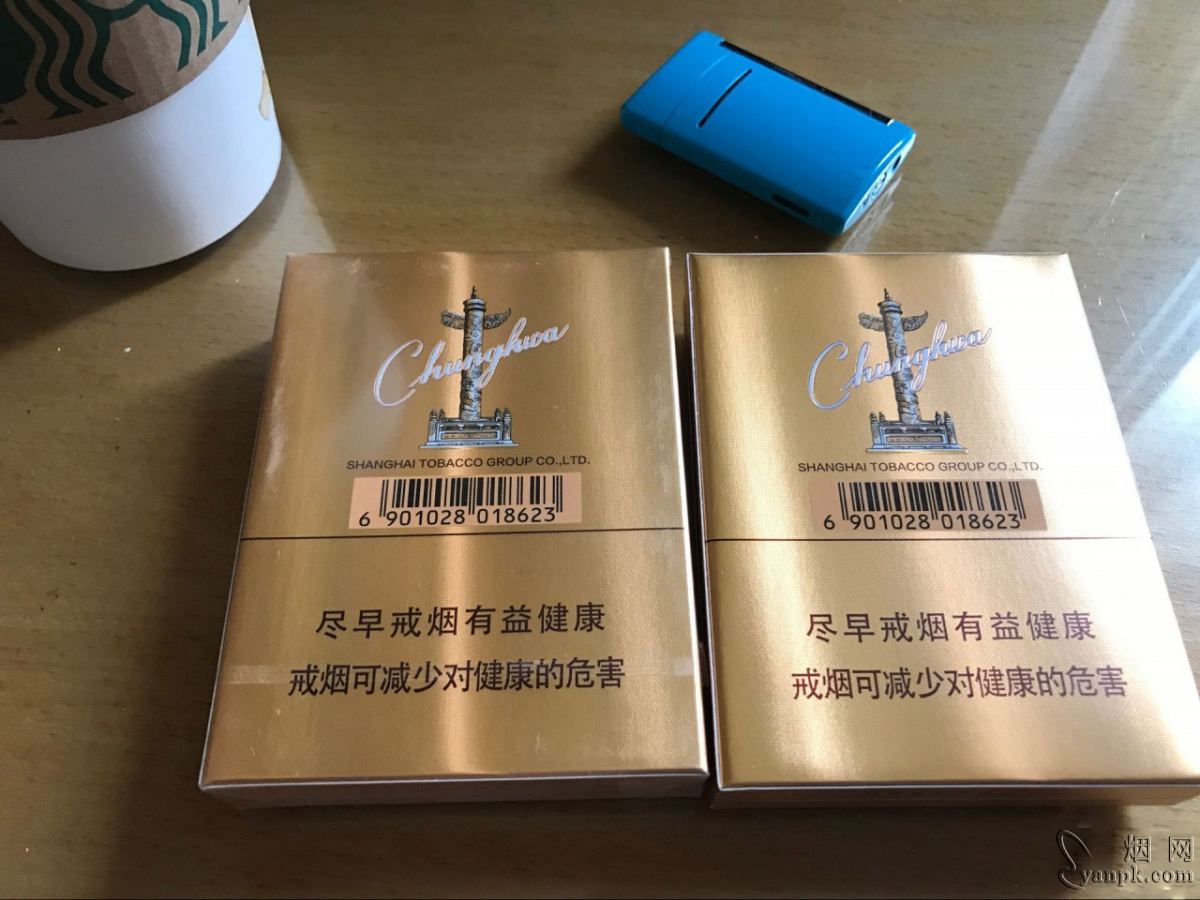 Chunghwa
SHANGHAI TOBACCO GROUP CO.,LTD.
6 901028 018623
尽早戒烟有益健康
戒烟可减少对健康的危害
Chunghwa
SHANGHAI TOBACCO GROUP CO.,LTD.
6 901028 018623
尽早戒烟有益健康
戒烟可减少对健康的危害
烟网
yanpk.com